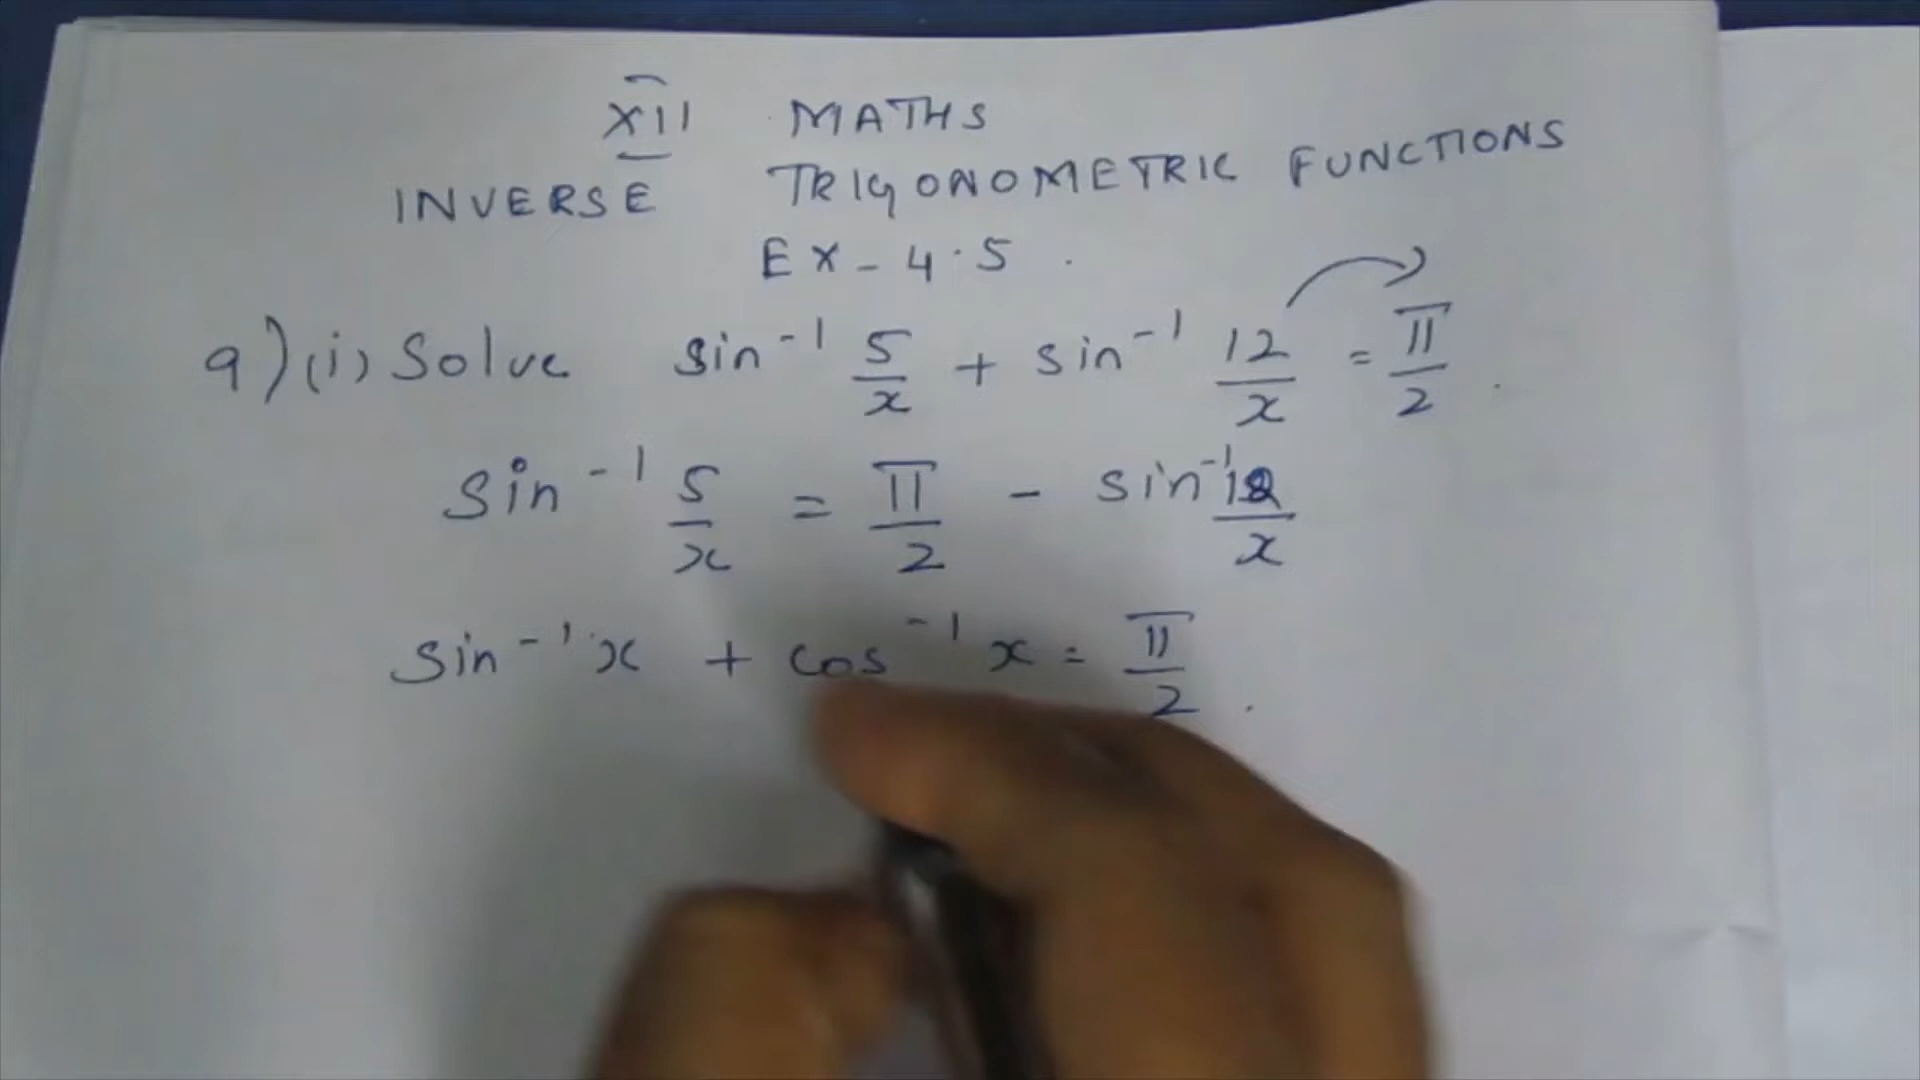 XII MATHS
INVERSE TRIGONOMETRIC FUNCTIONS
EX - 4.5.
9) (i) Solve sin⁻¹ 5/x + sin⁻¹ 12/x = π/2.
sin⁻¹ 5/x = π/2 - sin⁻¹ 12/x
sin⁻¹ x + cos⁻¹ x = π/2.